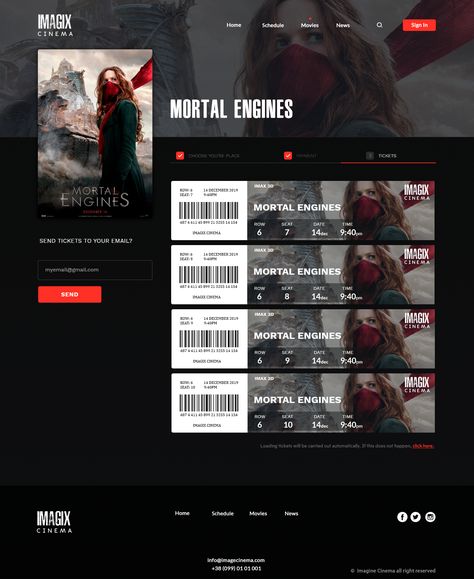 IMAGIX
CINEMA
Home Schedule Movies News Sign In
MORTAL ENGINES
MORTAL
ENGINES
CHOOSE YOU'RE PLACE PAYMENT 3 TICKETS
SEND TICKETS TO YOUR EMAIL?
myemail@gmail.com
SEND
ROW: 6 14 DECEMBER 2019
SEAT: 7 9:40PM
IMAGIX CINEMA
IMAX 3D
MORTAL ENGINES
ROW SEAT DATE TIME
6 7 14dec 9:40pm
IMAGIX
CINEMA
ROW: 6 14 DECEMBER 2019
SEAT: 8 9:40PM
IMAGIX CINEMA
IMAX 3D
MORTAL ENGINES
ROW SEAT DATE TIME
6 8 14dec 9:40pm
IMAGIX
CINEMA
ROW: 6 14 DECEMBER 2019
SEAT: 9 9:40PM
IMAGIX CINEMA
IMAX 3D
MORTAL ENGINES
ROW SEAT DATE TIME
6 9 14dec 9:40pm
IMAGIX
CINEMA
ROW: 6 14 DECEMBER 2019
SEAT: 10 9:40PM
IMAGIX CINEMA
IMAX 3D
MORTAL ENGINES
ROW SEAT DATE TIME
6 10 14dec 9:40pm
IMAGIX
CINEMA
Loading tickets will be carried out automatically. If this does not happen, click here.
IMAGIX
CINEMA
Home Schedule Movies News
info@imagecinema.com
+38 (099) 01 01 001
© Imagine Cinema all right reserved